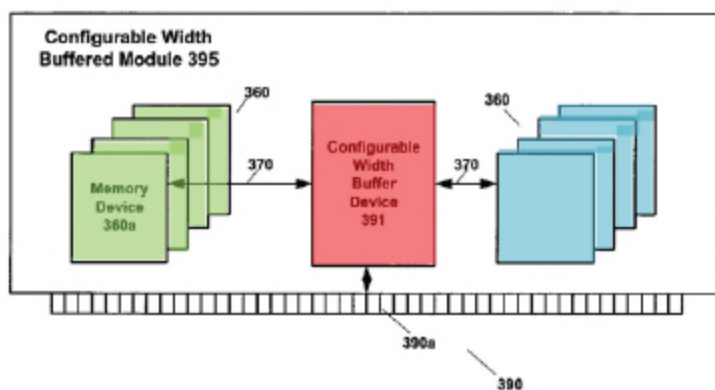 Configurable Width
Buffered Module 395
360
360
370
370
Memory
Device
360a
Configurable
Width
Buffer
Device
391
390a
390